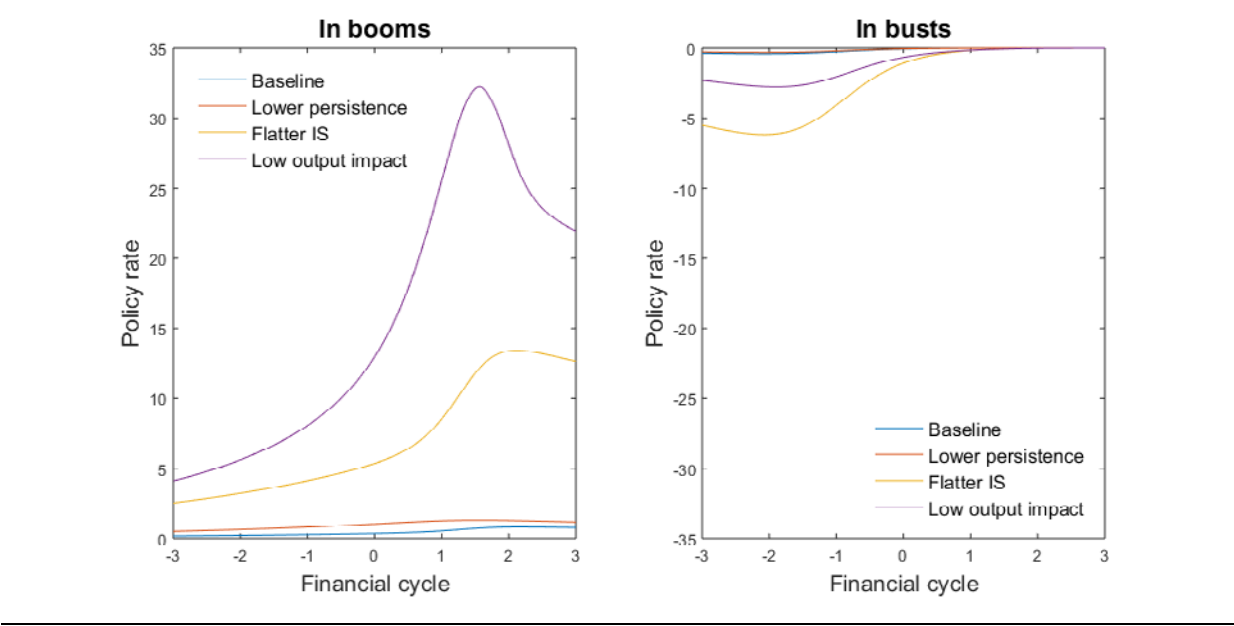 In booms
35
30
25
20
15
10
5
0
Policy rate
Baseline
Lower persistence
Flatter IS
Low output impact
-3 -2 -1 0 1 2 3
Financial cycle
In busts
0
-5
-10
-15
-20
-25
-30
-35
Policy rate
Baseline
Lower persistence
Flatter IS
Low output impact
-3 -2 -1 0 1 2 3
Financial cycle